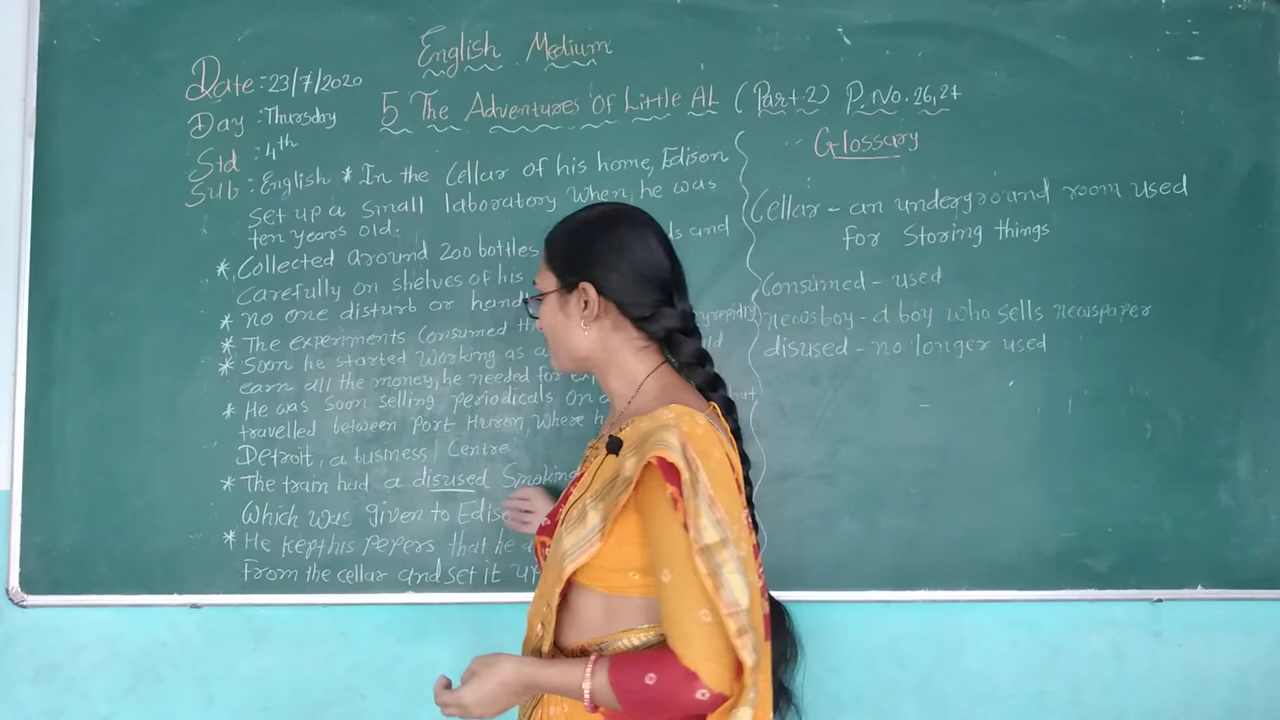 English Medium
Date :- 23/7/2020
Day : Thursday
Std : 4th
Sub : English
5 The Adventures Of Little AL (Part-2) P. No. 26,27
* In the Cellar of his home, Edison
set up a small laboratory when, he was
ten years old.
* Collected around 200 bottles and
carefully on shelves of his
* no one disturb or
* The experiments Consumed
* Soon he started working as a
earn all the money, he needed for
* He was soon selling periodicals on
travelled between Port Huron, Where
Detroit, a business Centre
* The train had a disused Smoking
Which was given to
* He kept his pepers that he
From the cellar and set it
Glossary
Cellar - an underground room used
for Storing things
Consumed - used
newsboy - a boy who sells newspaper
disused - no longer used